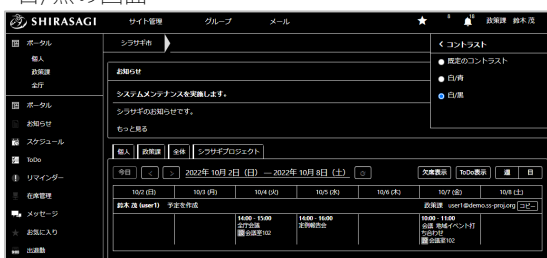 白/黒の画面
SHIRASAGI
サイト管理
グループ
メール
6
18
政策課 鈴木 茂
ポータル
個人
政策課
全庁
ポータル
お知らせ
スケジュール
ToDo
リマインダー
在席管理
メッセージ
お気に入り
出退勤
シラサギ市
お知らせ
システムメンテナンスを実施します。
シラサギのお知らせです。
もっと見る
コントラスト
既定のコントラスト
白/青
白/黒
個人 政策課 全体 シラサギプロジェクト
今日 < > 2022年 10月 2日 (日) — 2022年 10月 8日 (土)
欠席表示 ToDo表示 週 日
10/2 (日) 10/3 (月) 10/4 (火) 10/5 (水) 10/6 (木) 10/7 (金) 10/8 (土)
鈴木 茂 (user1) 予定を作成
政策課 user1@demo.ss-proj.org コピー
14:00 - 15:00
全庁会議
会議室102
14:00 - 16:00
定例報告会
10:00 - 11:00
会議 地域イベント打
ち合わせ
会議室102